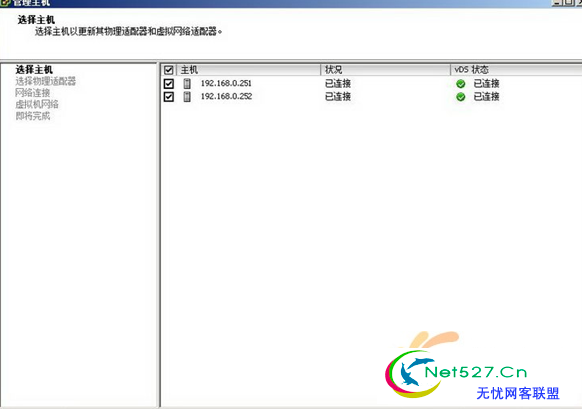 管理主机
选择主机
选择主机以更新其物理适配器和虚拟网络适配器。
选择主机
选择物理适配器
网络连接
虚拟机网络
即将完成
主机 状况 vDS 状态
192.168.0.251 已连接 已连接
192.168.0.252 已连接 已连接
Net527.Cn
无忧网客联盟